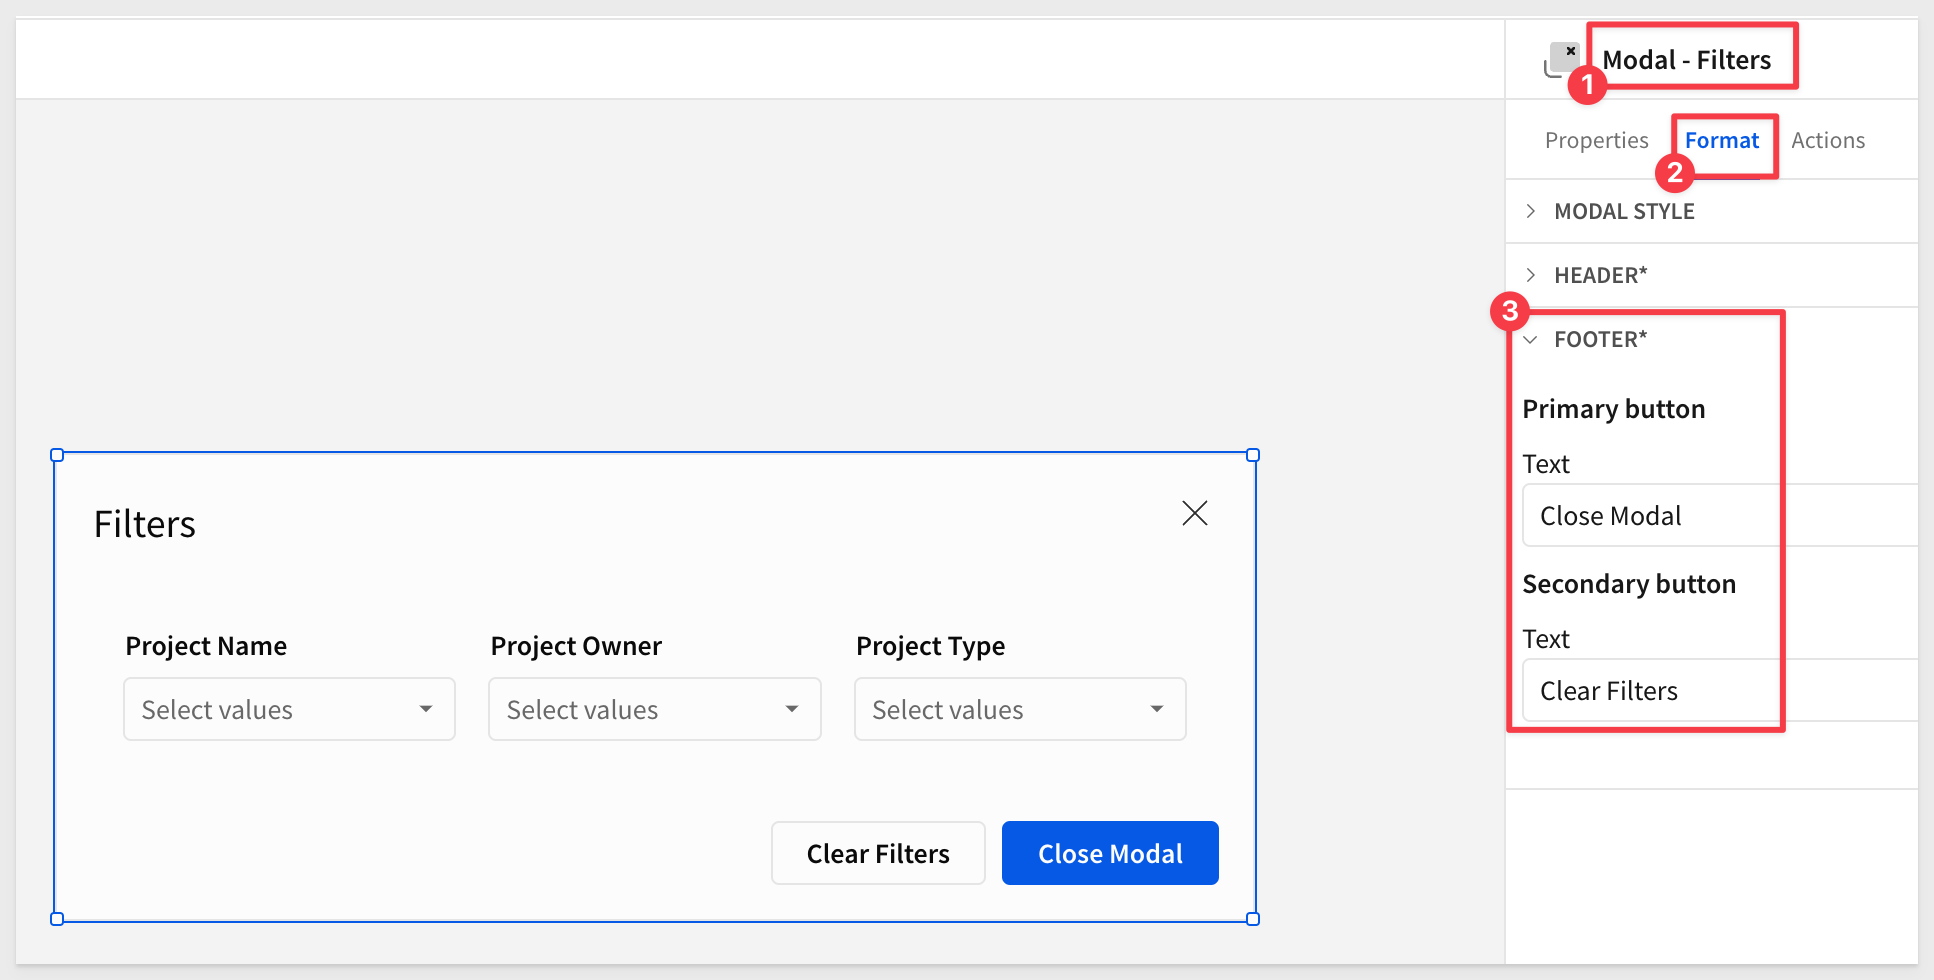 Modal - Filters
1
Properties Format Actions
2
MODAL STYLE
HEADER*
3
FOOTER*
Primary button
Text
Close Modal
Secondary button
Text
Clear Filters
Filters
Project Name Project Owner Project Type
Select values Select values Select values
Clear Filters Close Modal